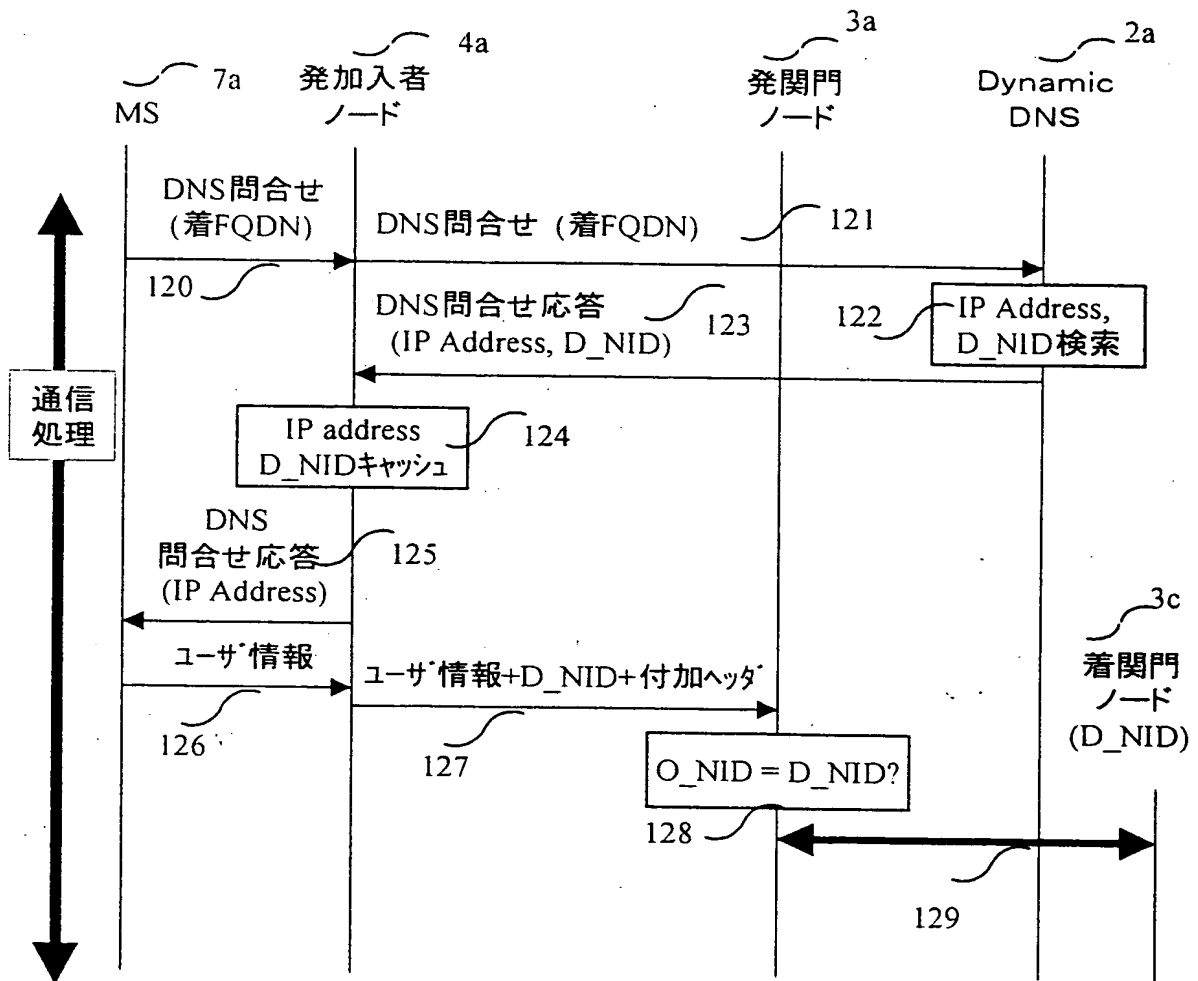 7a
MS
4a
発加入者
ノード
3a
発関門
ノード
2a
Dynamic
DNS
DNS問合せ
(着FQDN)
120
DNS問合せ (着FQDN)
121
DNS問合せ応答
(IP Address, D_NID)
123
122
IP Address,
D_NID検索
通信
処理
IP address
D_NIDキャッシュ
124
DNS
問合せ応答
(IP Address)
125
ユーザ情報
126
ユーザ情報+D_NID+付加ヘッダ
127
3c
着関門
ノード
(D_NID)
O_NID = D_NID?
128
129